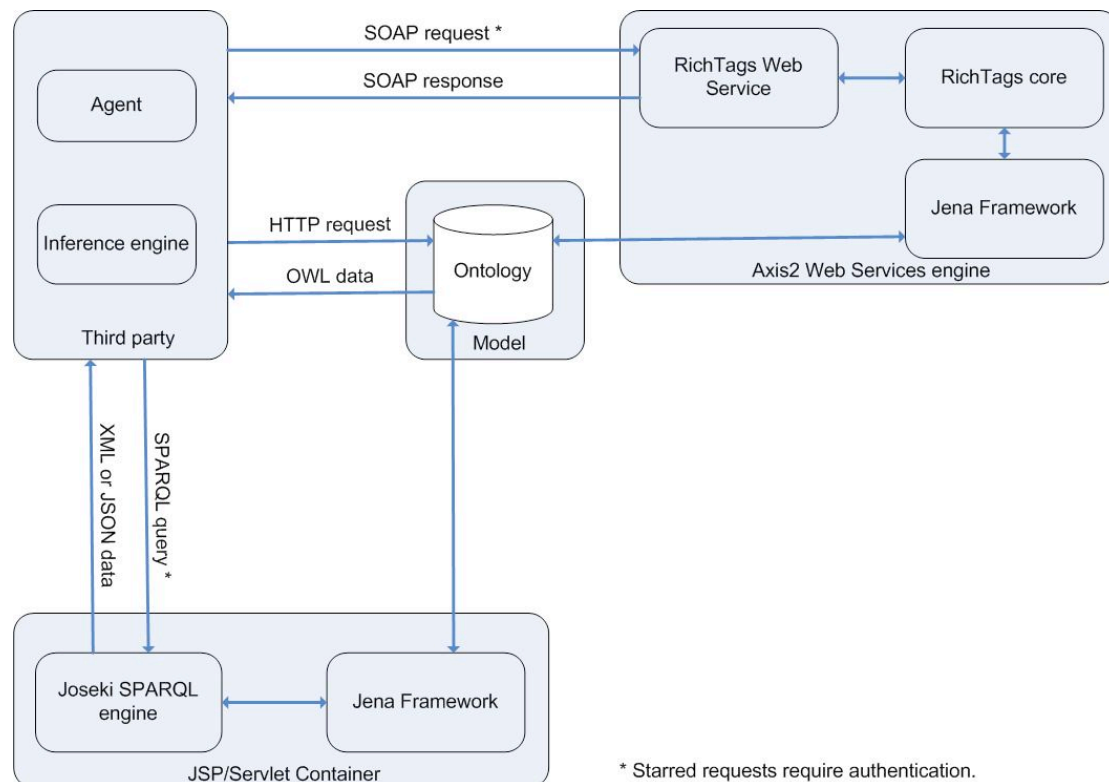 SOAP request *
SOAP response
Agent
RichTags Web
Service
RichTags core
Inference engine
HTTP request
OWL data
Ontology
Jena Framework
Axis2 Web Services engine
Third party
Model
XML or JSON data
SPARQL query *
Joseki SPARQL
engine
Jena Framework
JSP/Servlet Container
* Starred requests require authentication.